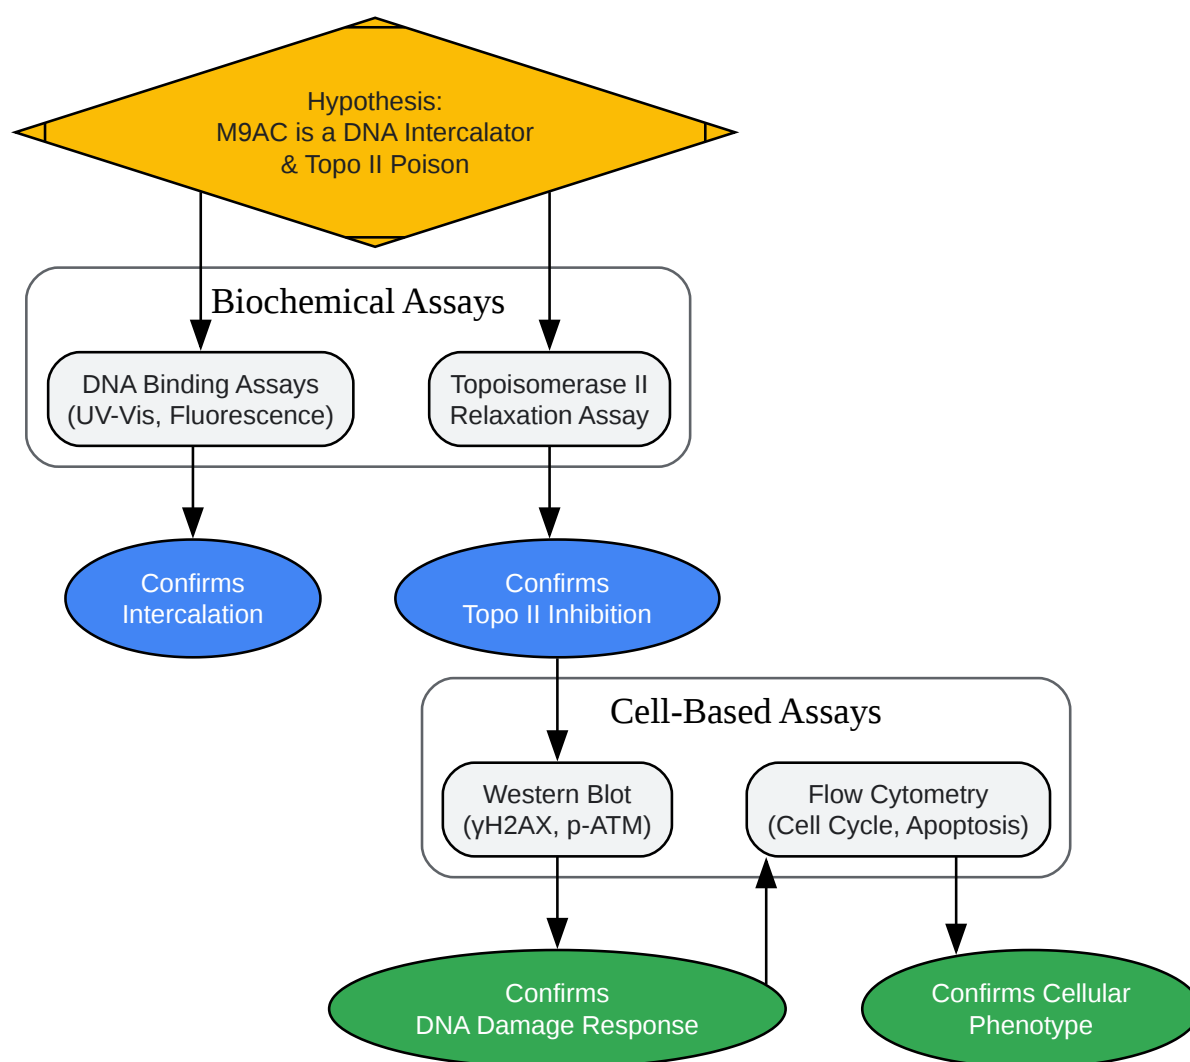 Hypothesis:
M9AC is a DNA Intercalator
& Topo II Poison
Biochemical Assays
DNA Binding Assays
(UV-Vis, Fluorescence)
Topoisomerase II
Relaxation Assay
Confirms
Intercalation
Confirms
Topo II Inhibition
Cell-Based Assays
Western Blot
(γH2AX, p-ATM)
Flow Cytometry
(Cell Cycle, Apoptosis)
Confirms
DNA Damage Response
Confirms Cellular
Phenotype